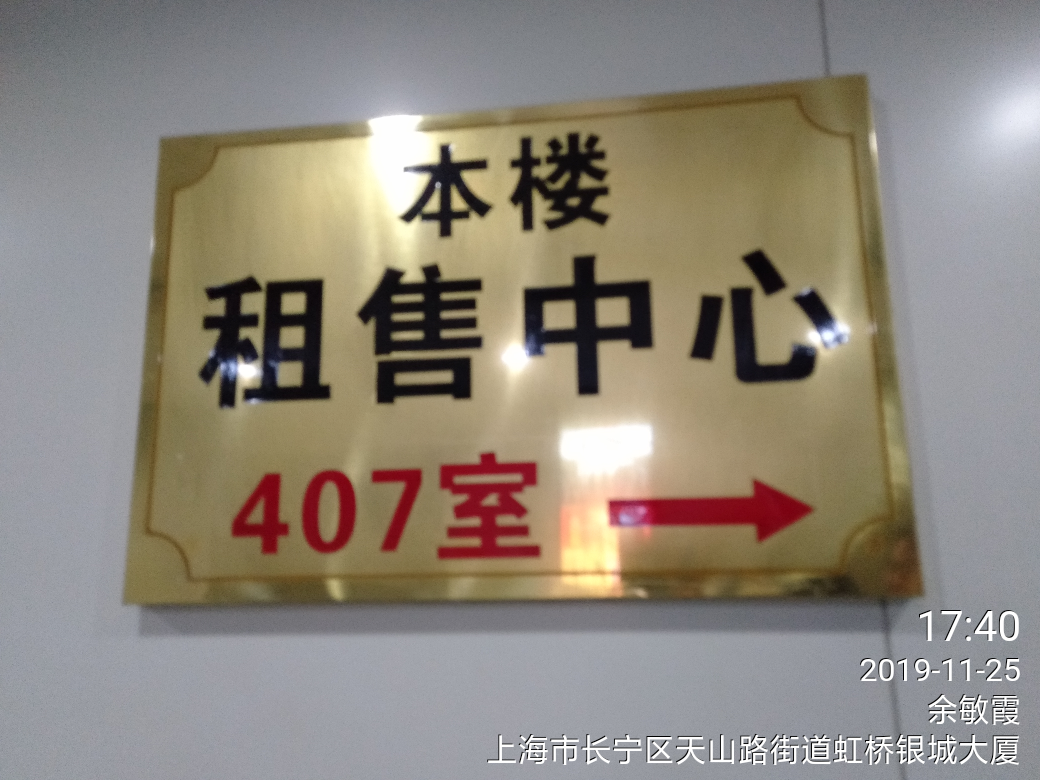 本楼
租售中心
407室
17:40
2019-11-25
余敏霞
上海市长宁区天山路街道虹桥银城大厦